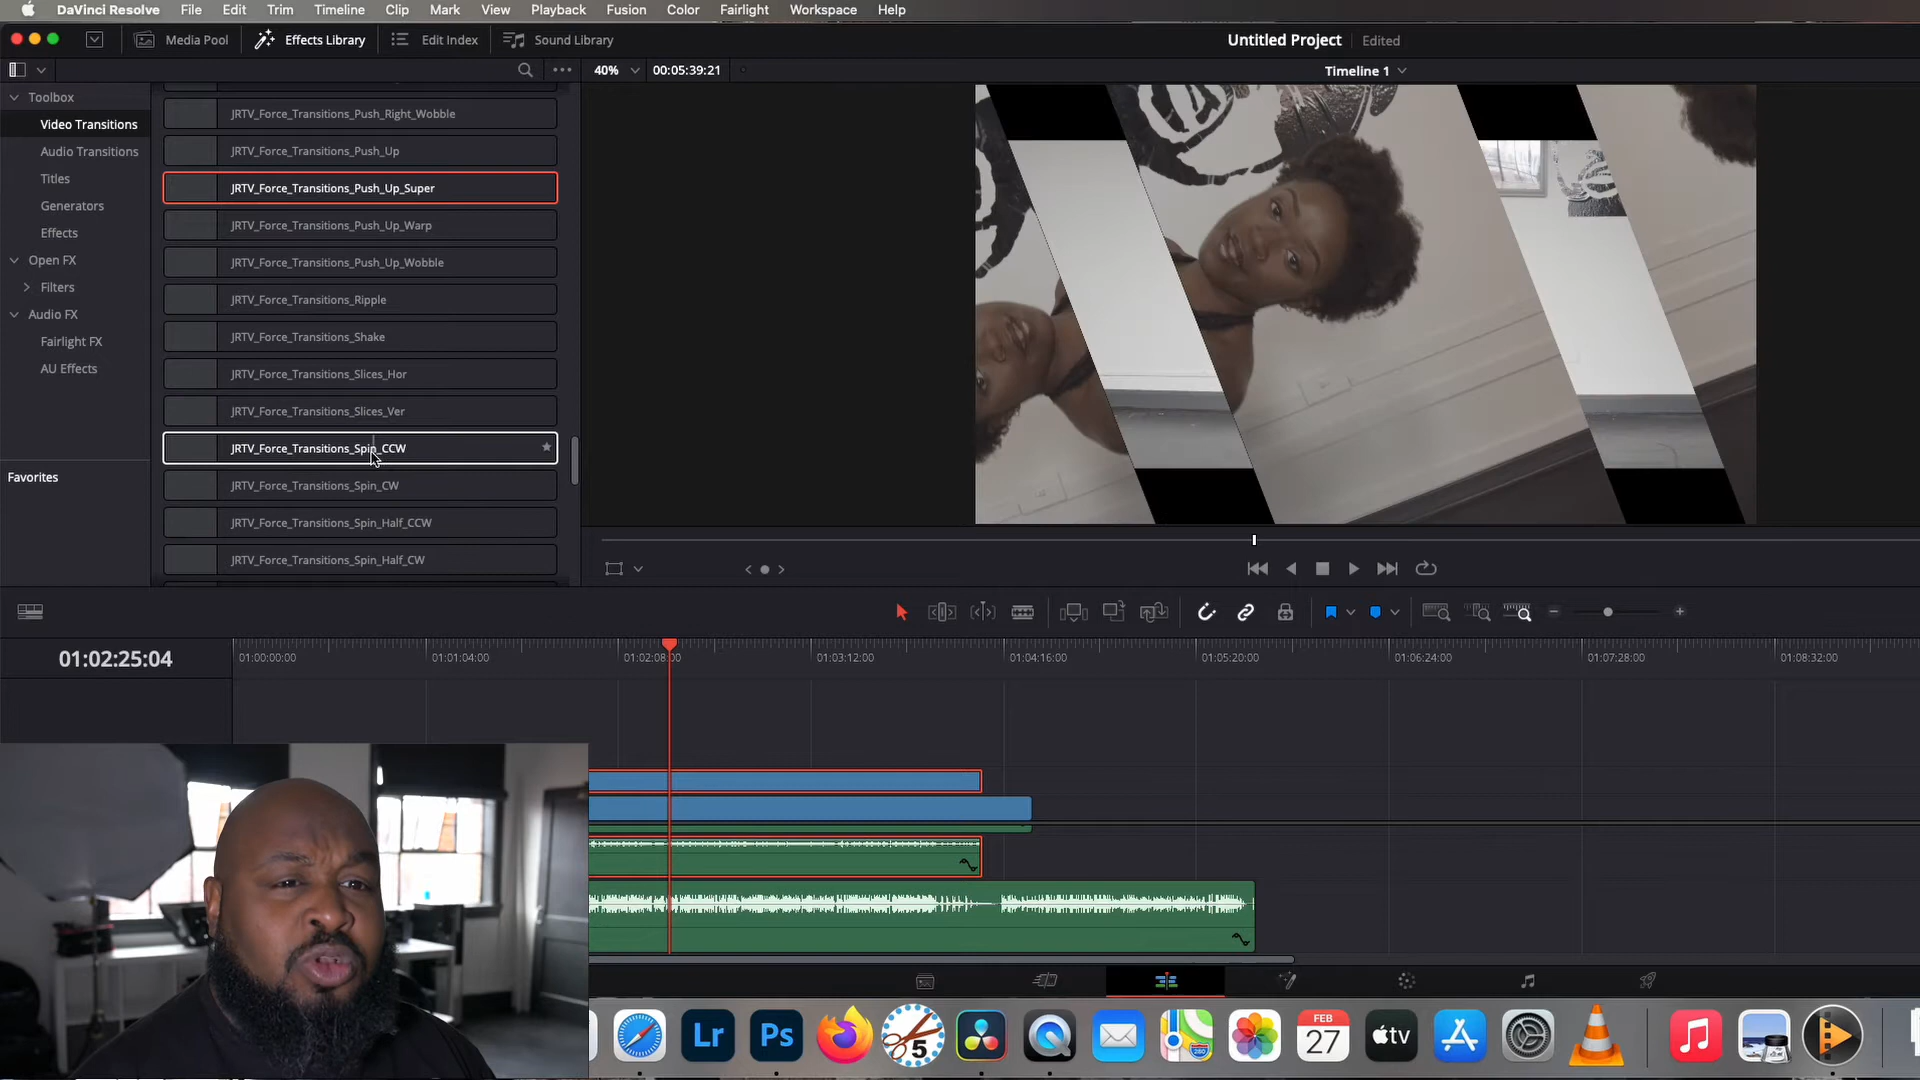 DaVinci Resolve File Edit Trim Timeline Clip Mark View Playback Fusion Color Fairlight Workspace Help
Media Pool Effects Library Edit Index Sound Library Untitled Project Edited
40% 00:05:39:21 Timeline 1
Toolbox
Video Transitions
Audio Transitions
Titles
Generators
Effects
Open FX
Filters
Audio FX
Fairlight FX
AU Effects
Favorites
JRTV_Force_Transitions_Push_Right_Wobble
JRTV_Force_Transitions_Push_Up
JRTV_Force_Transitions_Push_Up_Super
JRTV_Force_Transitions_Push_Up_Warp
JRTV_Force_Transitions_Push_Up_Wobble
JRTV_Force_Transitions_Ripple
JRTV_Force_Transitions_Shake
JRTV_Force_Transitions_Slices_Hor
JRTV_Force_Transitions_Slices_Ver
JRTV_Force_Transitions_Spin_CCW
JRTV_Force_Transitions_Spin_CW
JRTV_Force_Transitions_Spin_Half_CCW
JRTV_Force_Transitions_Spin_Half_CW
01:02:25:04
01:00:00:00 01:01:04:00 01:02:08:00 01:03:12:00 01:04:16:00 01:05:20:00 01:06:24:00 01:07:28:00 01:08:32:00
Lr Ps 5 280 FEB 27 tv